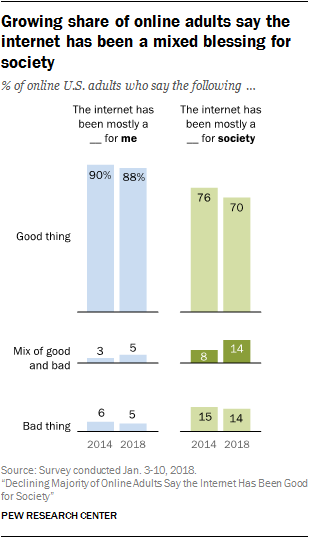 Growing share of online adults say the
internet has been a mixed blessing for
society
% of online U.S. adults who say the following ...
The internet has
been mostly a
__ for me
The internet has
been mostly a
__ for society
Good thing
90%
88%
76
70
Mix of good
and bad
3
5
8
14
Bad thing
6
5
15
14
2014 2018
2014 2018
Source: Survey conducted Jan. 3-10, 2018.
“Declining Majority of Online Adults Say the Internet Has Been Good
for Society”
PEW RESEARCH CENTER